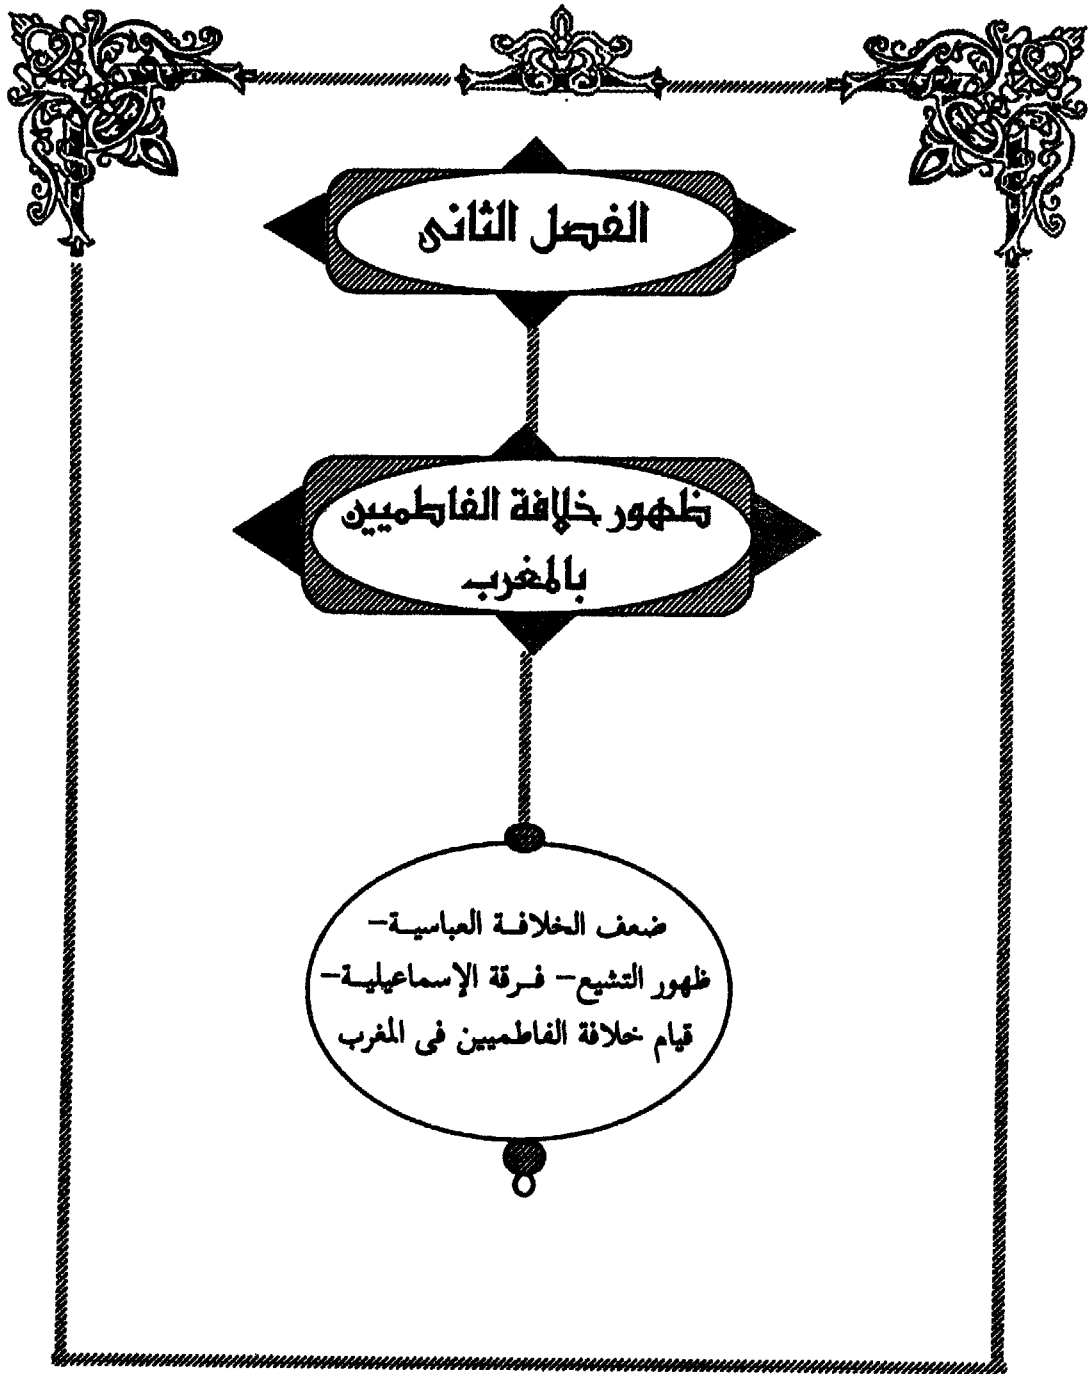 الفصل الثانى
ظهور خلافة الفاطميين
بالمغرب
ضعف الخلافة العباسية-
ظهور التشيع- فرقة الإسماعيلية-
قيام خلافة الفاطميين فى المغرب